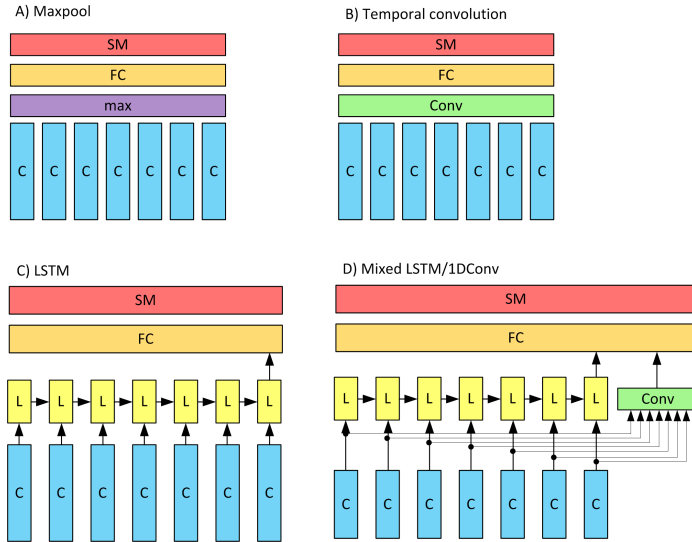 A) Maxpool
SM
FC
max
C C C C C C C
B) Temporal convolution
SM
FC
Conv
C C C C C C C
C) LSTM
SM
FC
L L L L L L L
C C C C C C C
D) Mixed LSTM/1DConv
SM
FC
L L L L L L L Conv
C C C C C C C